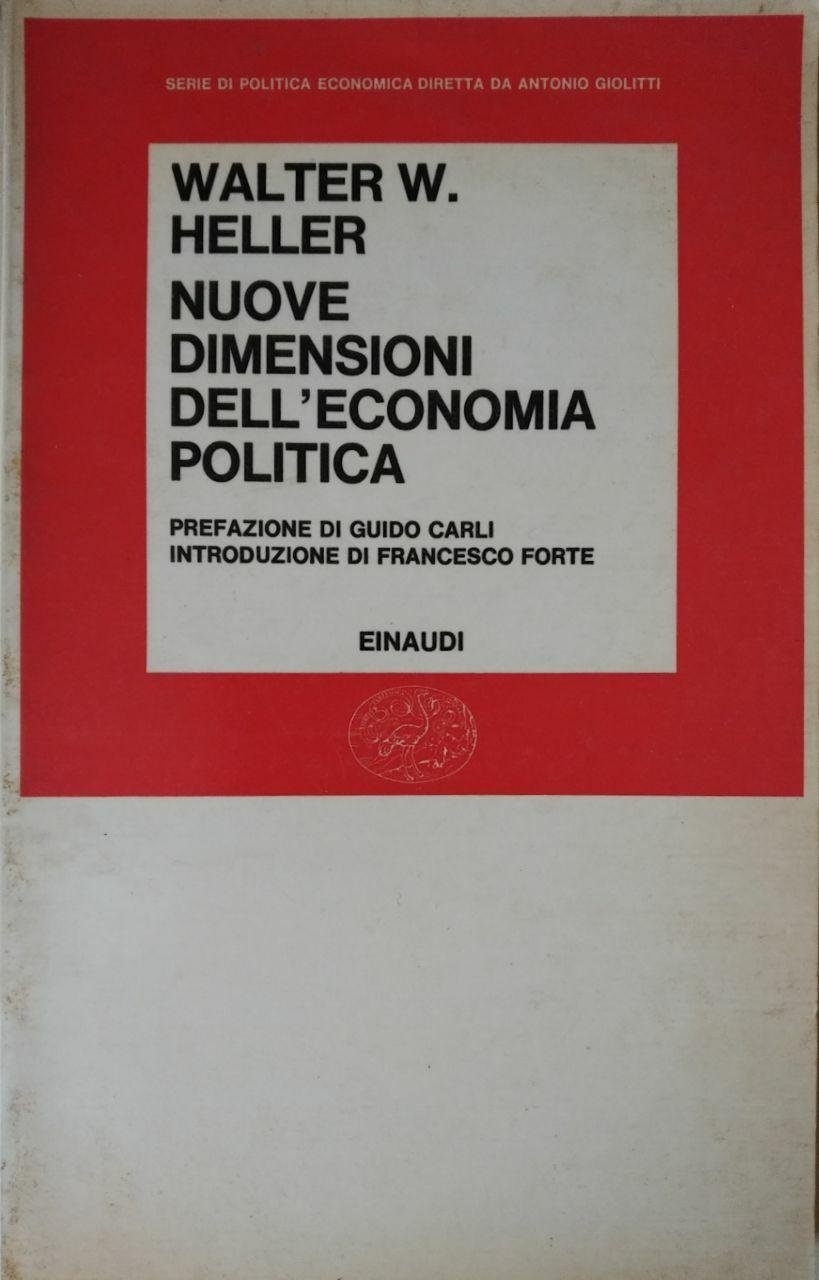 SERIE DI POLITICA ECONOMICA DIRETTA DA ANTONIO GIOLITTI
WALTER W.
HELLER
NUOVE
DIMENSIONI
DELL'ECONOMIA
POLITICA
PREFAZIONE DI GUIDO CARLI
INTRODUZIONE DI FRANCESCO FORTE
EINAUDI